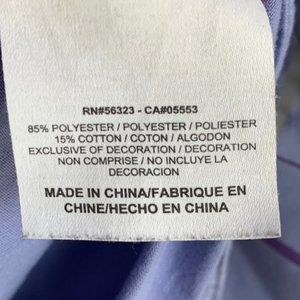 RN#56323 - CA#05553
85% POLYESTER / POLYESTER / POLIESTER
15% COTTON / COTON / ALGODON
EXCLUSIVE OF DECORATION / DECORATION
NON COMPRISE / NO INCLUYE LA
DECORACION
MADE IN CHINA/FABRIQUE EN
CHINE/HECHO EN CHINA